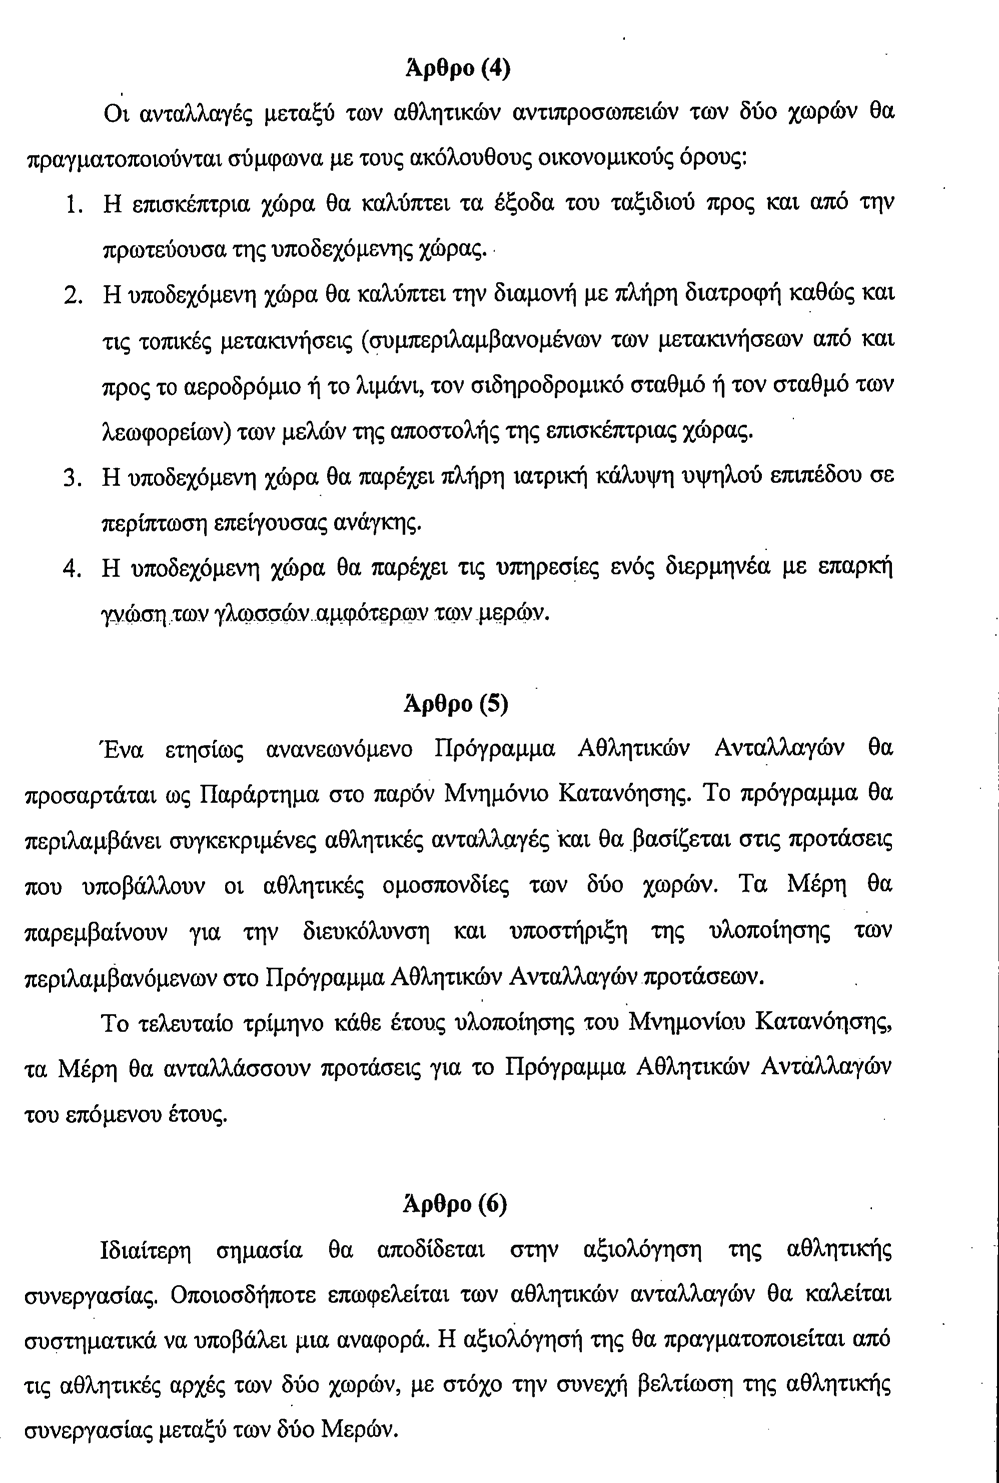 Άρθρο (4)
Οι ανταλλαγές μεταξύ των αθλητικών αντιπροσωπειών των δύο χωρών θα
πραγματοποιούνται σύμφωνα με τους ακόλουθους οικονομικούς όρους:
1. Η επισκέπτρια χώρα θα καλύπτει τα έξοδα του ταξιδιού προς και από την
πρωτεύουσα της υποδεχόμενης χώρας.
2. Η υποδεχόμενη χώρα θα καλύπτει την διαμονή με πλήρη διατροφή καθώς και
τις τοπικές μετακινήσεις (συμπεριλαμβανομένων των μετακινήσεων από και
προς το αεροδρόμιο ή το λιμάνι, τον σιδηροδρομικό σταθμό ή τον σταθμό των
λεωφορείων) των μελών της αποστολής της επισκέπτριας χώρας.
3. Η υποδεχόμενη χώρα θα παρέχει πλήρη ιατρική κάλυψη υψηλού επιπέδου σε
περίπτωση επείγουσας ανάγκης.
4. Η υποδεχόμενη χώρα θα παρέχει τις υπηρεσίες ενός διερμηνέα με επαρκή
γνώση των γλωσσών αμφότερων των μερών.
Άρθρο (5)
Ένα ετησίως ανανεωνόμενο Πρόγραμμα Αθλητικών Ανταλλαγών θα
προσαρτάται ως Παράρτημα στο παρόν Μνημόνιο Κατανόησης. Το πρόγραμμα θα
περιλαμβάνει συγκεκριμένες αθλητικές ανταλλαγές και θα βασίζεται στις προτάσεις
που υποβάλλουν οι αθλητικές ομοσπονδίες των δύο χωρών. Τα Μέρη θα
παρεμβαίνουν για την διευκόλυνση και υποστήριξη της υλοποίησης των
περιλαμβανόμενων στο Πρόγραμμα Αθλητικών Ανταλλαγών προτάσεων.
Το τελευταίο τρίμηνο κάθε έτους υλοποίησης του Μνημονίου Κατανόησης,
τα Μέρη θα ανταλλάσσουν προτάσεις για το Πρόγραμμα Αθλητικών Ανταλλαγών
του επόμενου έτους.
Άρθρο (6)
Ιδιαίτερη σημασία θα αποδίδεται στην αξιολόγηση της αθλητικής
συνεργασίας. Οποιοσδήποτε επωφελείται των αθλητικών ανταλλαγών θα καλείται
συστηματικά να υποβάλει μια αναφορά. Η αξιολόγησή της θα πραγματοποιείται από
τις αθλητικές αρχές των δύο χωρών, με στόχο την συνεχή βελτίωση της αθλητικής
συνεργασίας μεταξύ των δύο Μερών.